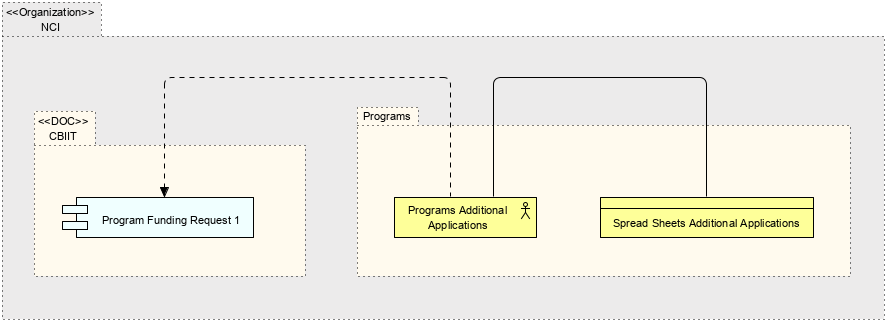 <<Organization>>
NCI
<<DOC>>
CBIIT
Programs
Program Funding Request 1
Programs Additional
Applications
Spread Sheets Additional Applications